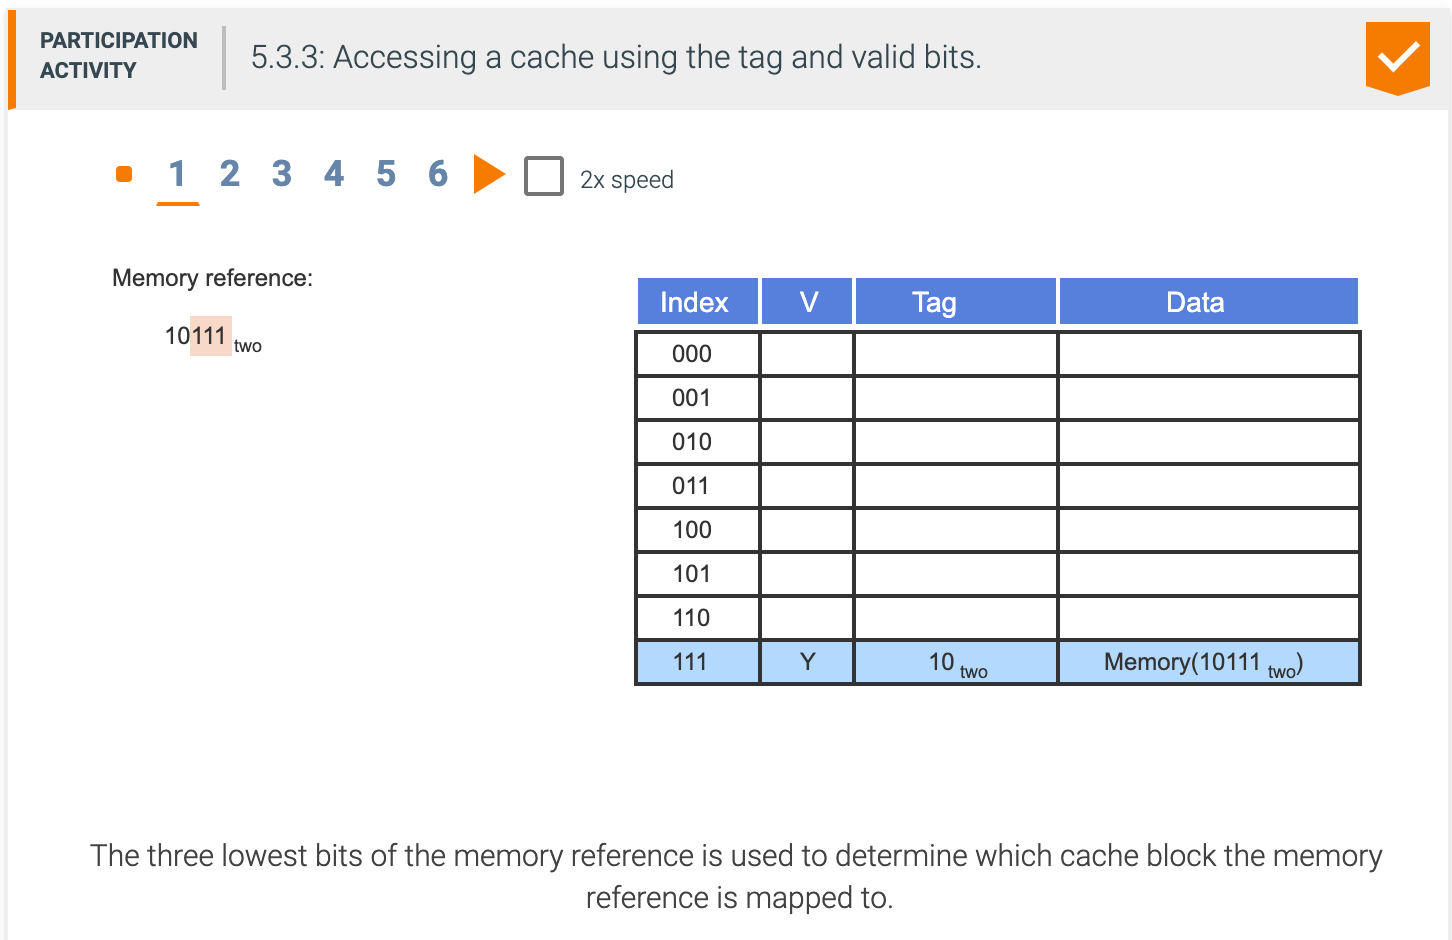 PARTICIPATION
ACTIVITY
5.3.3: Accessing a cache using the tag and valid bits.
1 2 3 4 5 6 2x speed
Memory reference:
10111 two
Index V Tag Data
000
001
010
011
100
101
110
111 Y 10 two Memory(10111 two)
The three lowest bits of the memory reference is used to determine which cache block the memory
reference is mapped to.